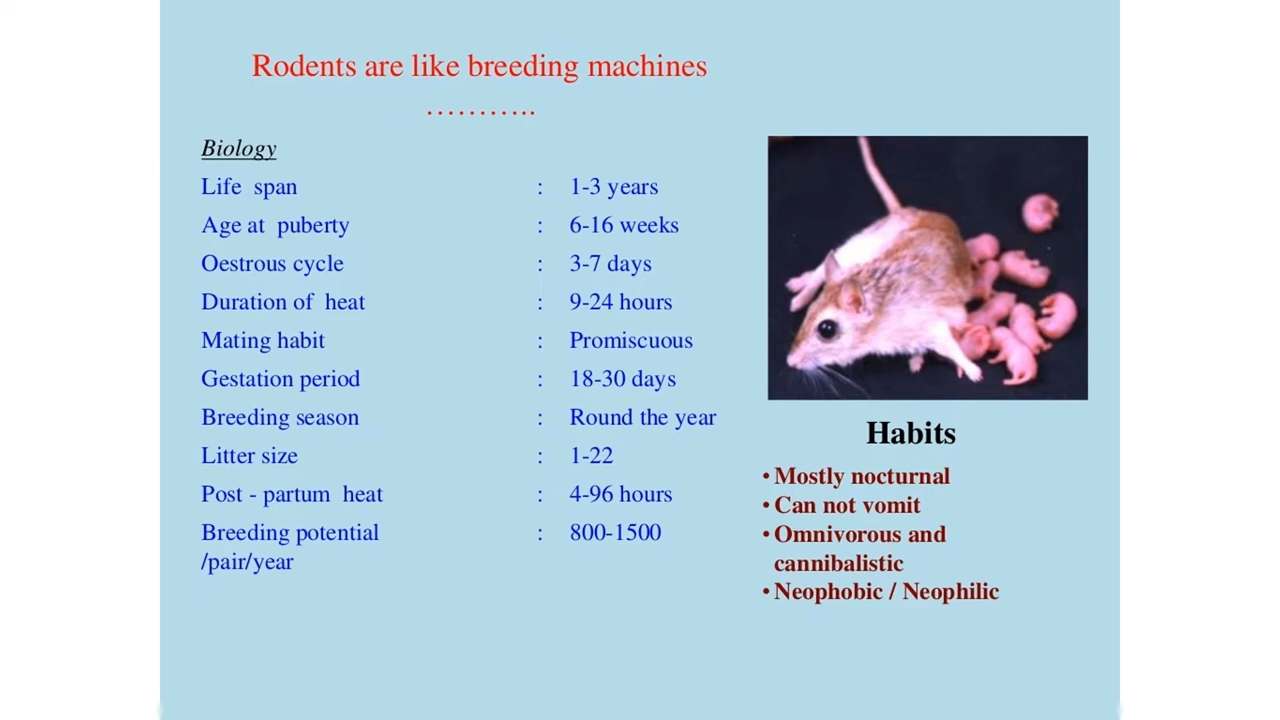 Rodents are like breeding machines
………..
Biology
Life span : 1-3 years
Age at puberty : 6-16 weeks
Oestrous cycle : 3-7 days
Duration of heat : 9-24 hours
Mating habit : Promiscuous
Gestation period : 18-30 days
Breeding season : Round the year
Litter size : 1-22
Post - partum heat : 4-96 hours
Breeding potential : 800-1500
/pair/year
Habits
• Mostly nocturnal
• Can not vomit
• Omnivorous and
cannibalistic
• Neophobic / Neophilic